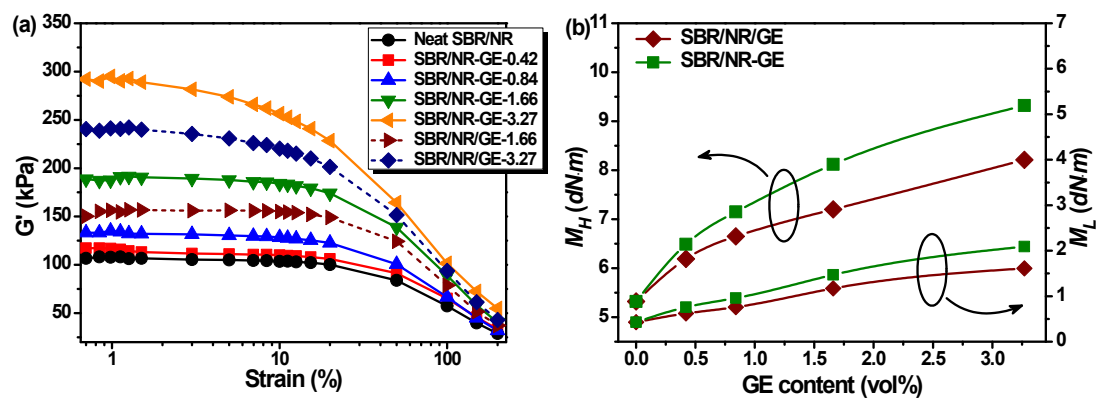 (a)
G' (kPa)
350
300
250
200
150
100
50
1
10
100
Strain (%)
Neat SBR/NR
SBR/NR-GE-0.42
SBR/NR-GE-0.84
SBR/NR-GE-1.66
SBR/NR-GE-3.27
SBR/NR/GE-1.66
SBR/NR/GE-3.27
(b)
M_H (dN·m)
11
10
9
8
7
6
5
SBR/NR/GE
SBR/NR-GE
0.0
0.5
1.0
1.5
2.0
2.5
3.0
GE content (vol%)
7
6
5
4
3
2
1
0
M_L (dN·m)